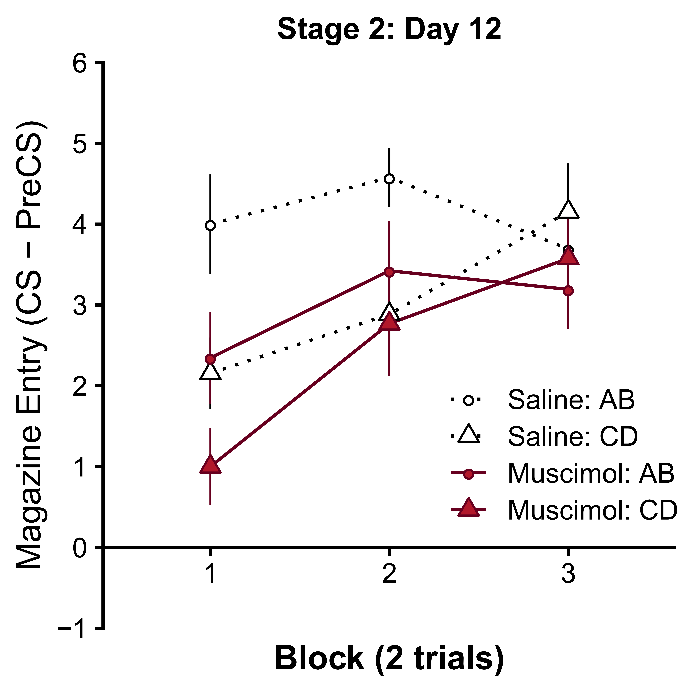 Stage 2: Day 12
Magazine Entry (CS − PreCS)
6
5
4
3
2
1
0
−1
1 2 3
Saline: AB
Saline: CD
Muscimol: AB
Muscimol: CD
Block (2 trials)